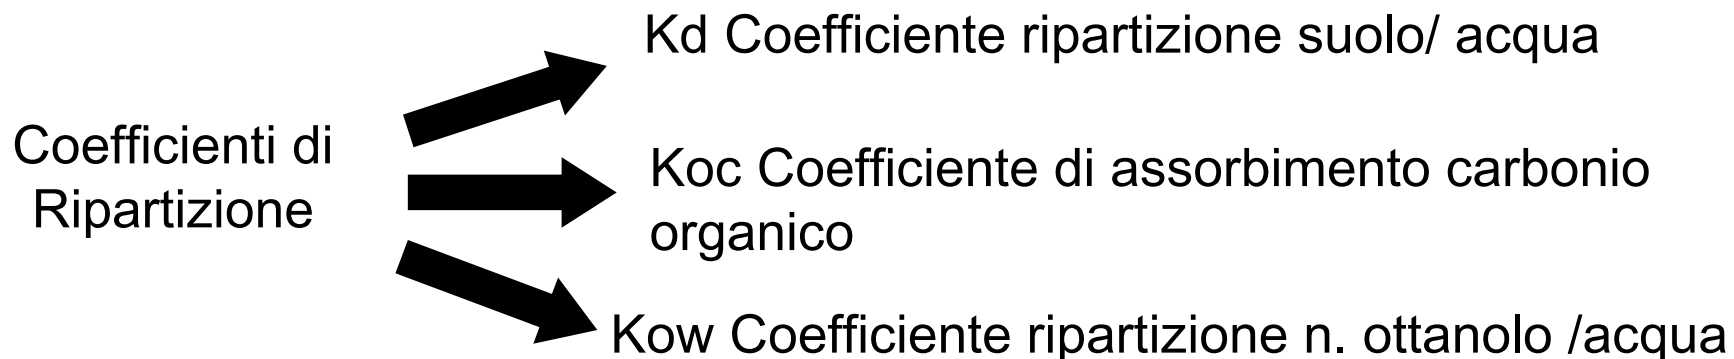 Kd Coefficiente ripartizione suolo/ acqua
Coefficienti di
Ripartizione
Koc Coefficiente di assorbimento carbonio
organico
Kow Coefficiente ripartizione n. ottanolo /acqua